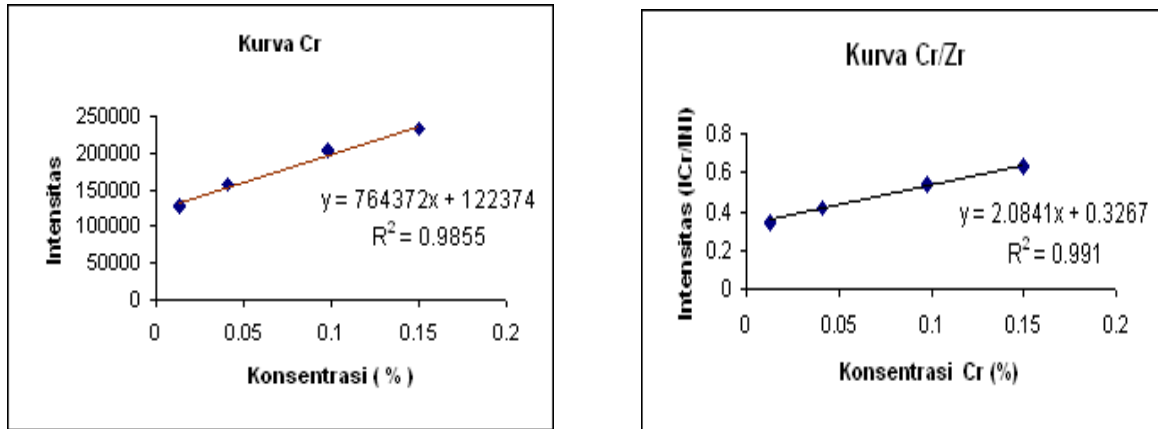 Kurva Cr
250000
200000
150000
100000
50000
0
Intensitas
y = 764372x + 122374
R² = 0.9855
0 0.05 0.1 0.15 0.2
Konsentrasi ( % )
Kurva Cr/Zr
0.8
0.6
0.4
0.2
0
Intensitas (ICr/INI)
y = 2.0841x + 0.3267
R² = 0.991
0 0.05 0.1 0.15 0.2
Konsentrasi Cr (%)